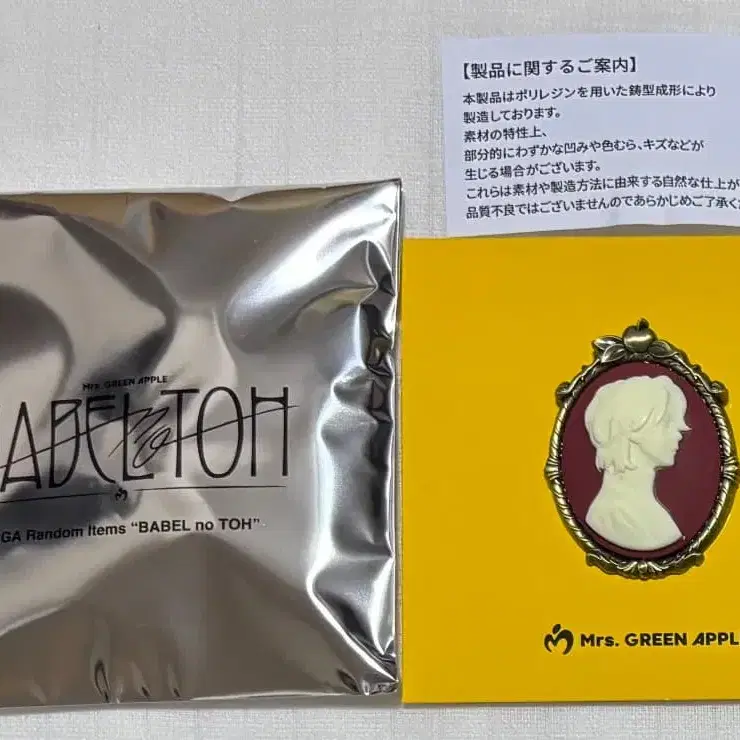 【製品に関するご案内】
本製品はポリレジンを用いた鋳型成形により
製造しております。
素材の特性上、
部分的にわずかな凹みや色むら、キズなどが
生じる場合がございます。
これらは素材や製造方法に由来する自然な仕上が
品質不良ではございませんのであらかじめご了承くだ
Mrs. GREEN APPLE
ABEL no TOH
GA Random Items “BABEL no TOH”
Mrs. GREEN APPL